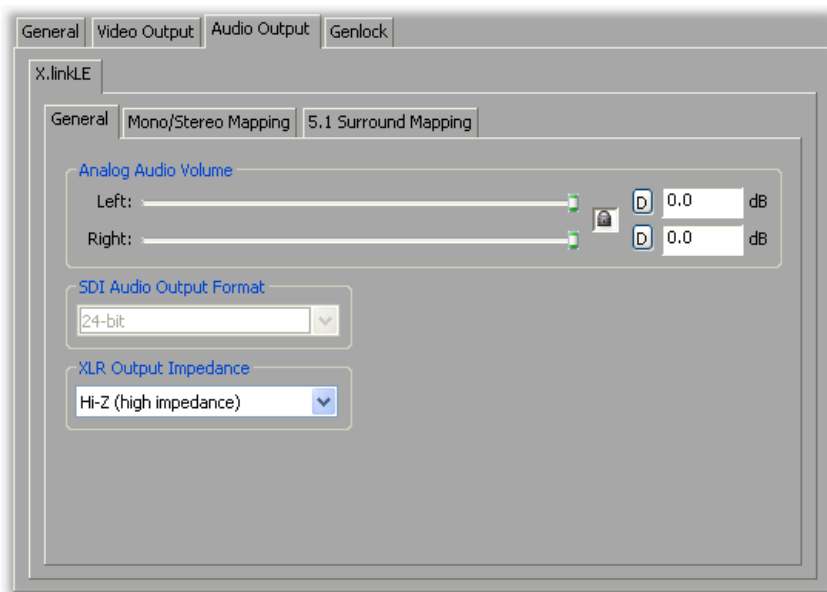 General Video Output Audio Output Genlock
X.linkLE
General Mono/Stereo Mapping 5.1 Surround Mapping
Analog Audio Volume
Left: D 0.0 dB
Right: D 0.0 dB
SDI Audio Output Format
24-bit
XLR Output Impedance
Hi-Z (high impedance)